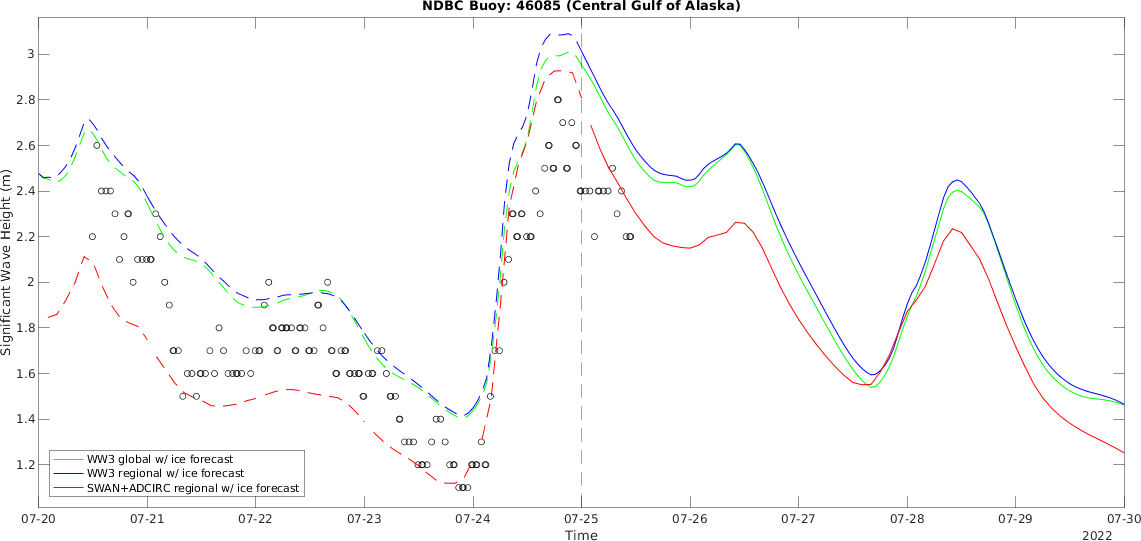 NDBC Buoy: 46085 (Central Gulf of Alaska)
3
2.8
2.6
2.4
2.2
2
1.8
1.6
1.4
1.2
Significant Wave Height (m)
WW3 global w/ ice forecast
WW3 regional w/ ice forecast
SWAN+ADCIRC regional w/ ice forecast
07-20 07-21 07-22 07-23 07-24 07-25 07-26 07-27 07-28 07-29 07-30
Time
2022